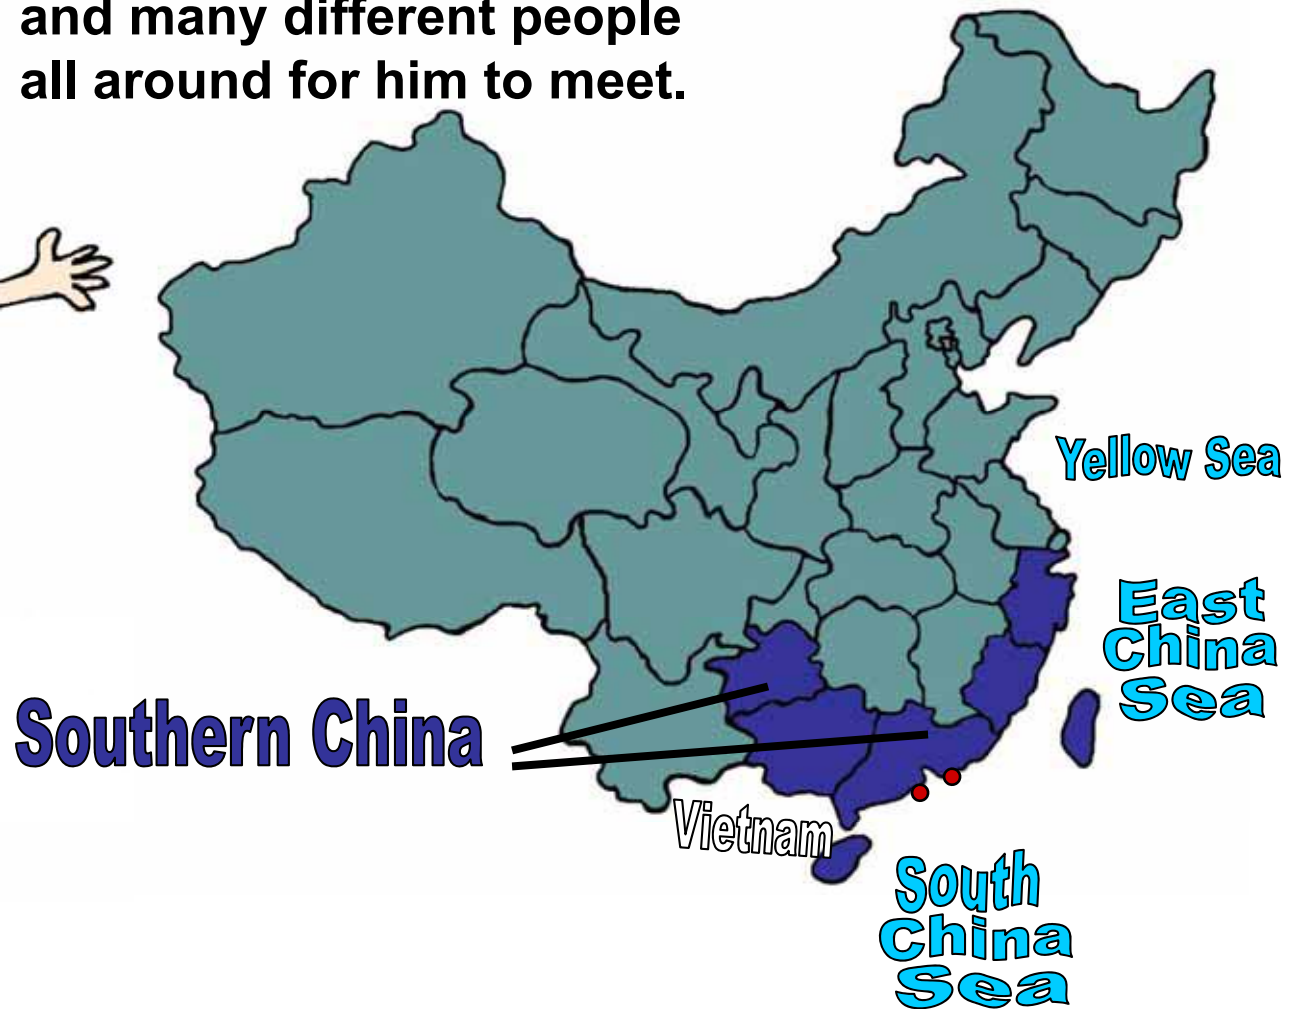 and many different people
all around for him to meet.
Yellow Sea
East
China
Sea
Southern China
Vietnam
South
China
Sea